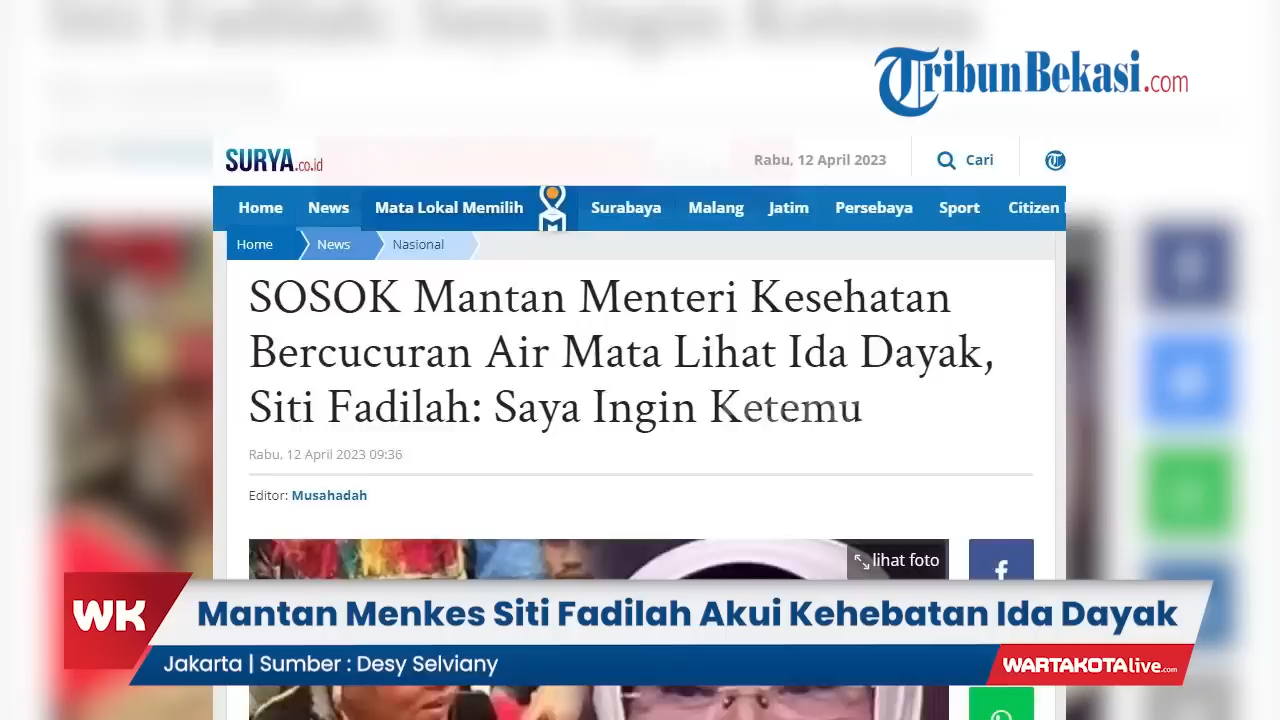 TribunBekasi.com
SURYA.co.id
Rabu, 12 April 2023
Cari
Home News Mata Lokal Memilih Surabaya Malang Jatim Persebaya Sport Citizen
Home News Nasional
SOSOK Mantan Menteri Kesehatan
Bercucuran Air Mata Lihat Ida Dayak,
Siti Fadilah: Saya Ingin Ketemu
Rabu, 12 April 2023 09:36
Editor: Musahadah
lihat foto
WK
Mantan Menkes Siti Fadilah Akui Kehebatan Ida Dayak
Jakarta | Sumber : Desy Selviany
WARTAKOTAlive.com